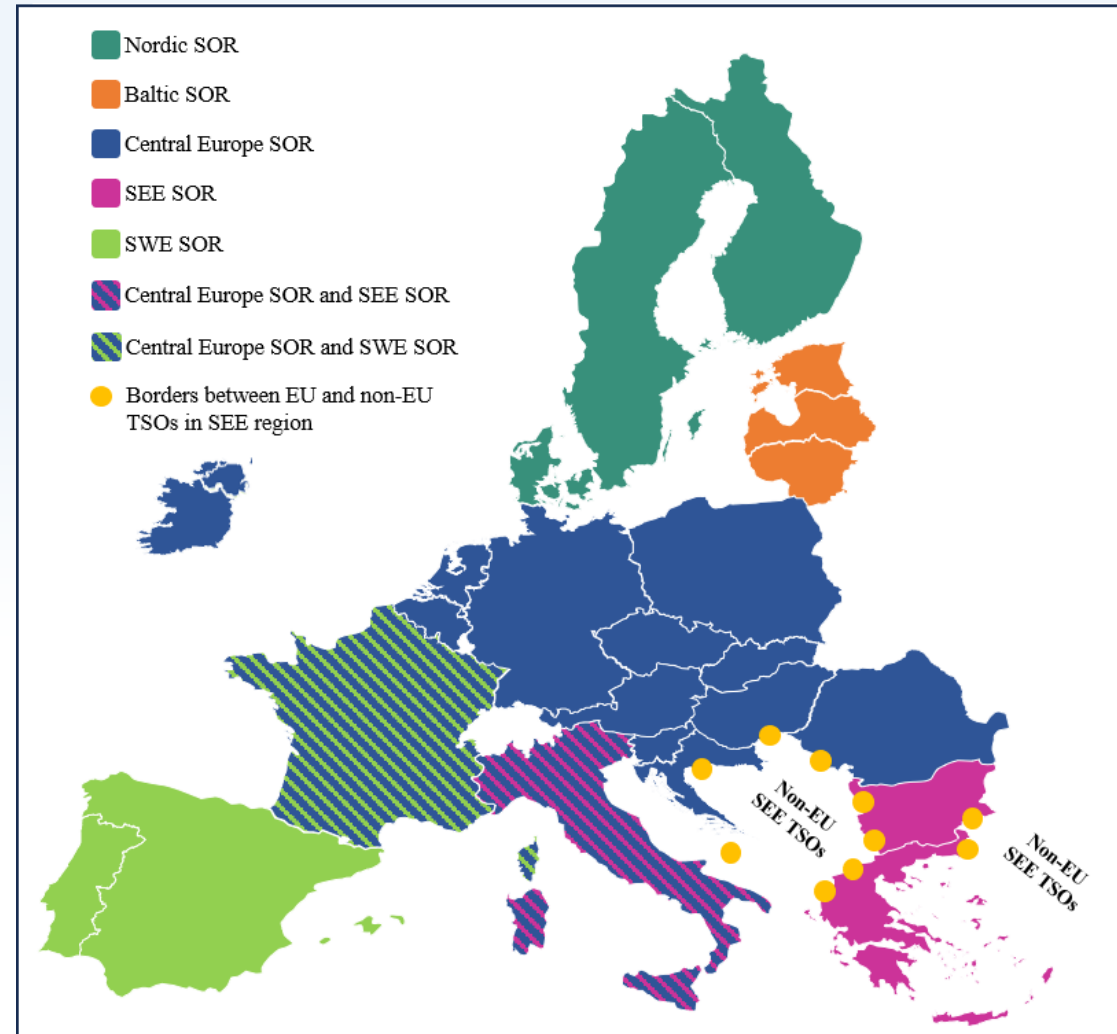 Nordic SOR
Baltic SOR
Central Europe SOR
SEE SOR
SWE SOR
Central Europe SOR and SEE SOR
Central Europe SOR and SWE SOR
Borders between EU and non-EU
TSOs in SEE region
Non-EU
SEE TSOs
Non-EU
SEE TSOs